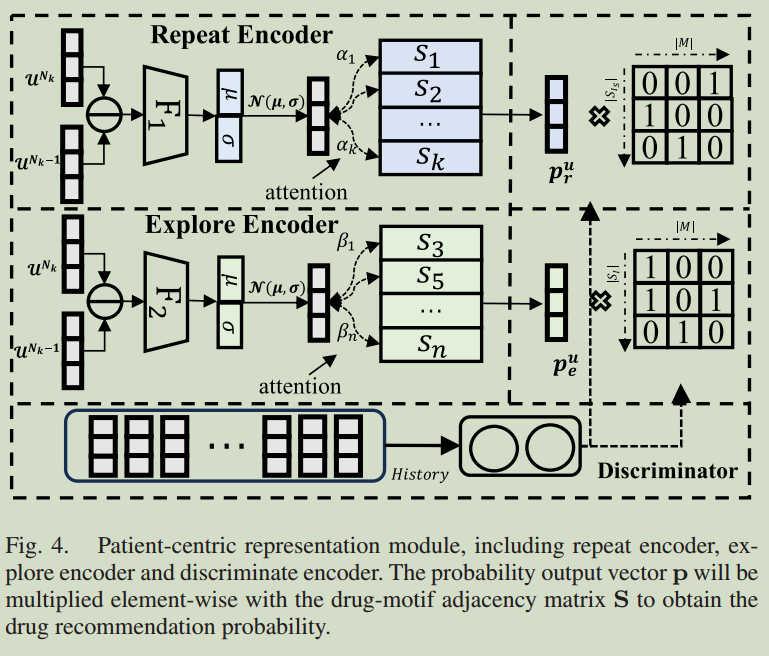 Repeat Encoder
u^{N_k}
u^{N_k-1}
F_1
μ
σ
𝒩(μ,σ)
α_1
α_k
attention
s_1
s_2
...
s_k
p_r^u
|M|
|S_{I_S}|
0 0 1
1 0 0
0 1 0
Explore Encoder
u^{N_k}
u^{N_k-1}
F_2
μ
σ
𝒩(μ,σ)
β_1
β_n
attention
s_3
s_5
...
s_n
p_e^u
|M|
|S_I|
1 0 0
1 0 1
0 1 0
...
History
Discriminator
Fig. 4. Patient-centric representation module, including repeat encoder, ex-
plore encoder and discriminate encoder. The probability output vector p will be
multiplied element-wise with the drug-motif adjacency matrix S to obtain the
drug recommendation probability.